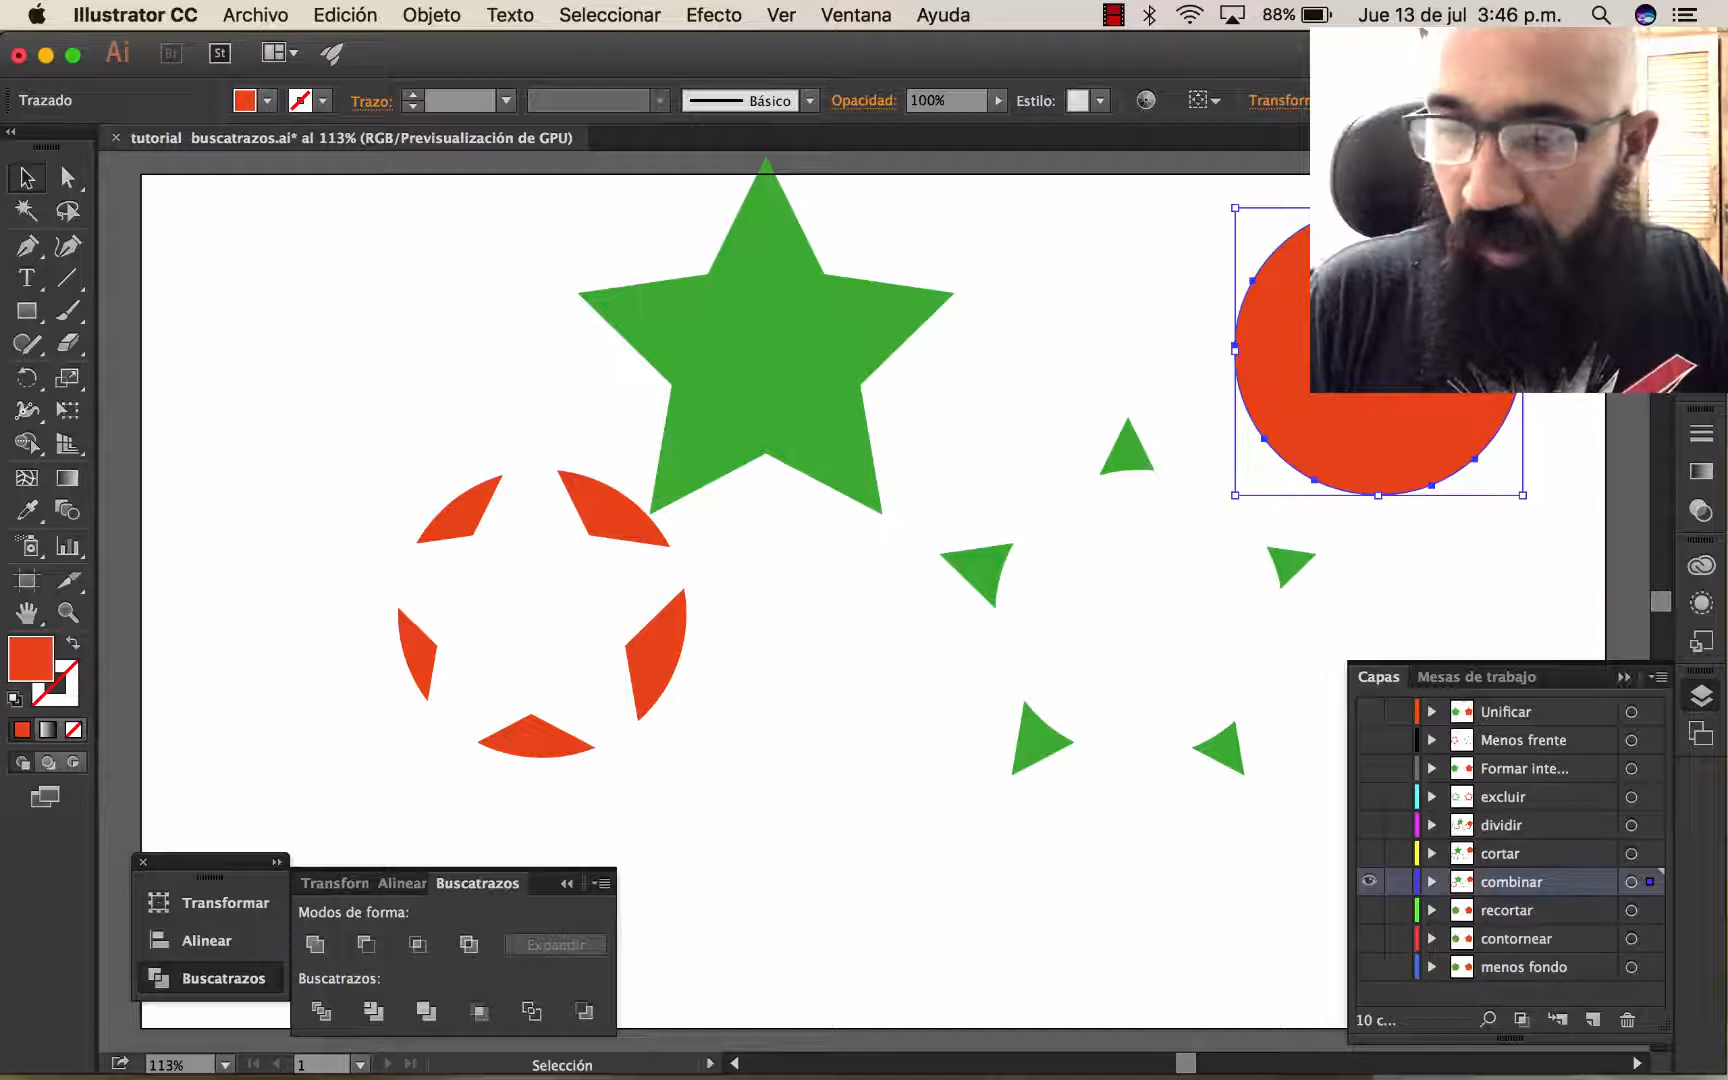 Illustrator CC Archivo Edición Objeto Texto Seleccionar Efecto Ver Ventana Ayuda 88% Jue 13 de jul 3:46 p.m.
Ai Br St
Trazado Trazo: Básico Opacidad: 100% Estilo: Transform
× tutorial buscatrazos.ai* al 113% (RGB/Previsualización de GPU)
Capas Mesas de trabajo
Unificar
Menos frente
Formar inte...
excluir
dividir
cortar
combinar
recortar
contornear
menos fondo
10 c...
Transformar
Alinear
Buscatrazos
Transforn Alinear Buscatrazos
Modos de forma:
Expandir
Buscatrazos:
113% 1 Selección